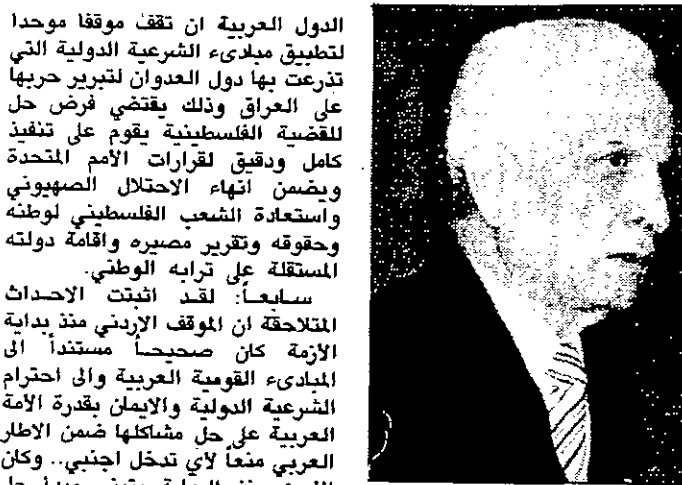 الدول العربية ان تقف موقفا موحدا
لتطبيق مبادىء الشرعية الدولية التي
تذرعت بها دول العدوان لتبرير حربها
على العراق وذلك يقتضي فرض حل
للقضية الفلسطينية يقوم على تنفيذ
كامل ودقيق لقرارات الأمم المتحدة
ويضمن انهاء الاحتلال الصهيوني
واستعادة الشعب الفلسطيني لوطنه
وحقوقه وتقرير مصيره واقامة دولته
المستقلة على ترابه الوطني.
سابعاً: لقد اثبتت الاحداث
المتلاحقة ان الموقف الاردني منذ بداية
الأزمة كان صحيحاً مستنداً الى
المبادىء القومية العربية والى احترام
الشرعية الدولية والايمان بقدرة الأمة
العربية على حل مشاكلها ضمن الاطار
العربي منعاً لأي تدخل اجنبي.. وكان